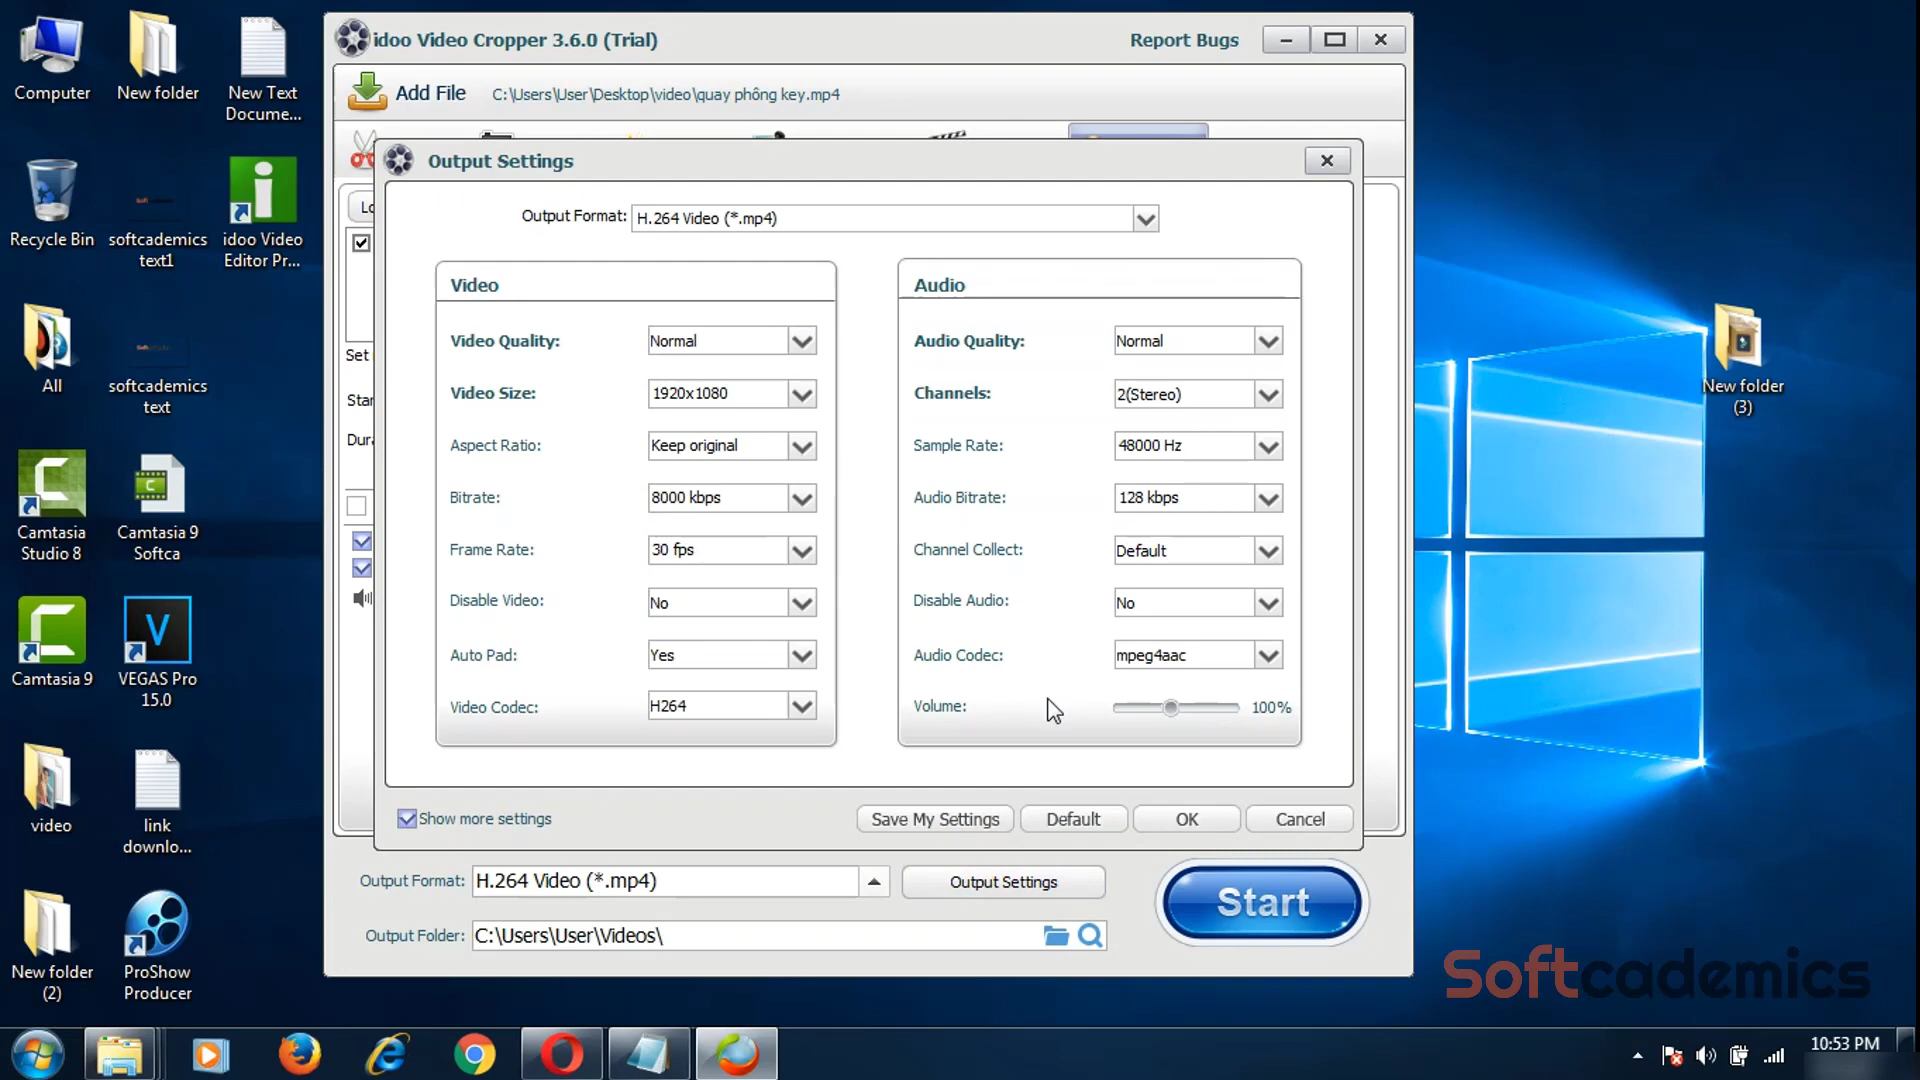 Computer
New folder
New Text
Docume...
Recycle Bin
softcademics
text1
idoo Video
Editor Pr...
All
softcademics
text
Camtasia
Studio 8
Camtasia 9
Softca
Camtasia 9
VEGAS Pro
15.0
video
link
downlo...
New folder
(2)
ProShow
Producer
idoo Video Cropper 3.6.0 (Trial)
Report Bugs
Add File
C:\Users\User\Desktop\video\quay phông key.mp4
Output Settings
Output Format:
H.264 Video (*.mp4)
Video
Video Quality:
Normal
Video Size:
1920x1080
Aspect Ratio:
Keep original
Bitrate:
8000 kbps
Frame Rate:
30 fps
Disable Video:
No
Auto Pad:
Yes
Video Codec:
H264
Audio
Audio Quality:
Normal
Channels:
2(Stereo)
Sample Rate:
48000 Hz
Audio Bitrate:
128 kbps
Channel Collect:
Default
Disable Audio:
No
Audio Codec:
mpeg4aac
Volume:
100%
Show more settings
Save My Settings
Default
OK
Cancel
Lo
Set
Star
Dura
Output Format:
H.264 Video (*.mp4)
Output Settings
Output Folder:
C:\Users\User\Videos\
Start
New folder
(3)
Softcademics
10:53 PM